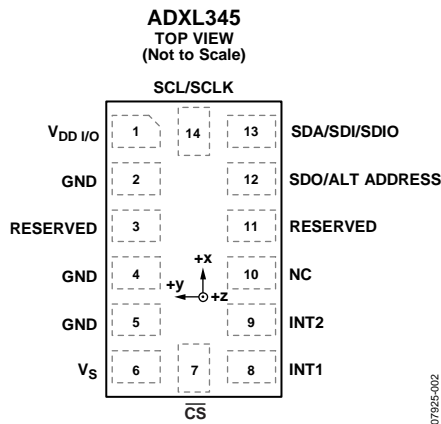 ADXL345
TOP VIEW
(Not to Scale)
SCL/SCLK
VDD I/O 1 14 13 SDA/SDI/SDIO
GND 2 12 SDO/ALT ADDRESS
RESERVED 3 11 RESERVED
+x
GND 4 10 NC
+y +z
GND 5 9 INT2
VS 6 7 8 INT1
CS
07925-002